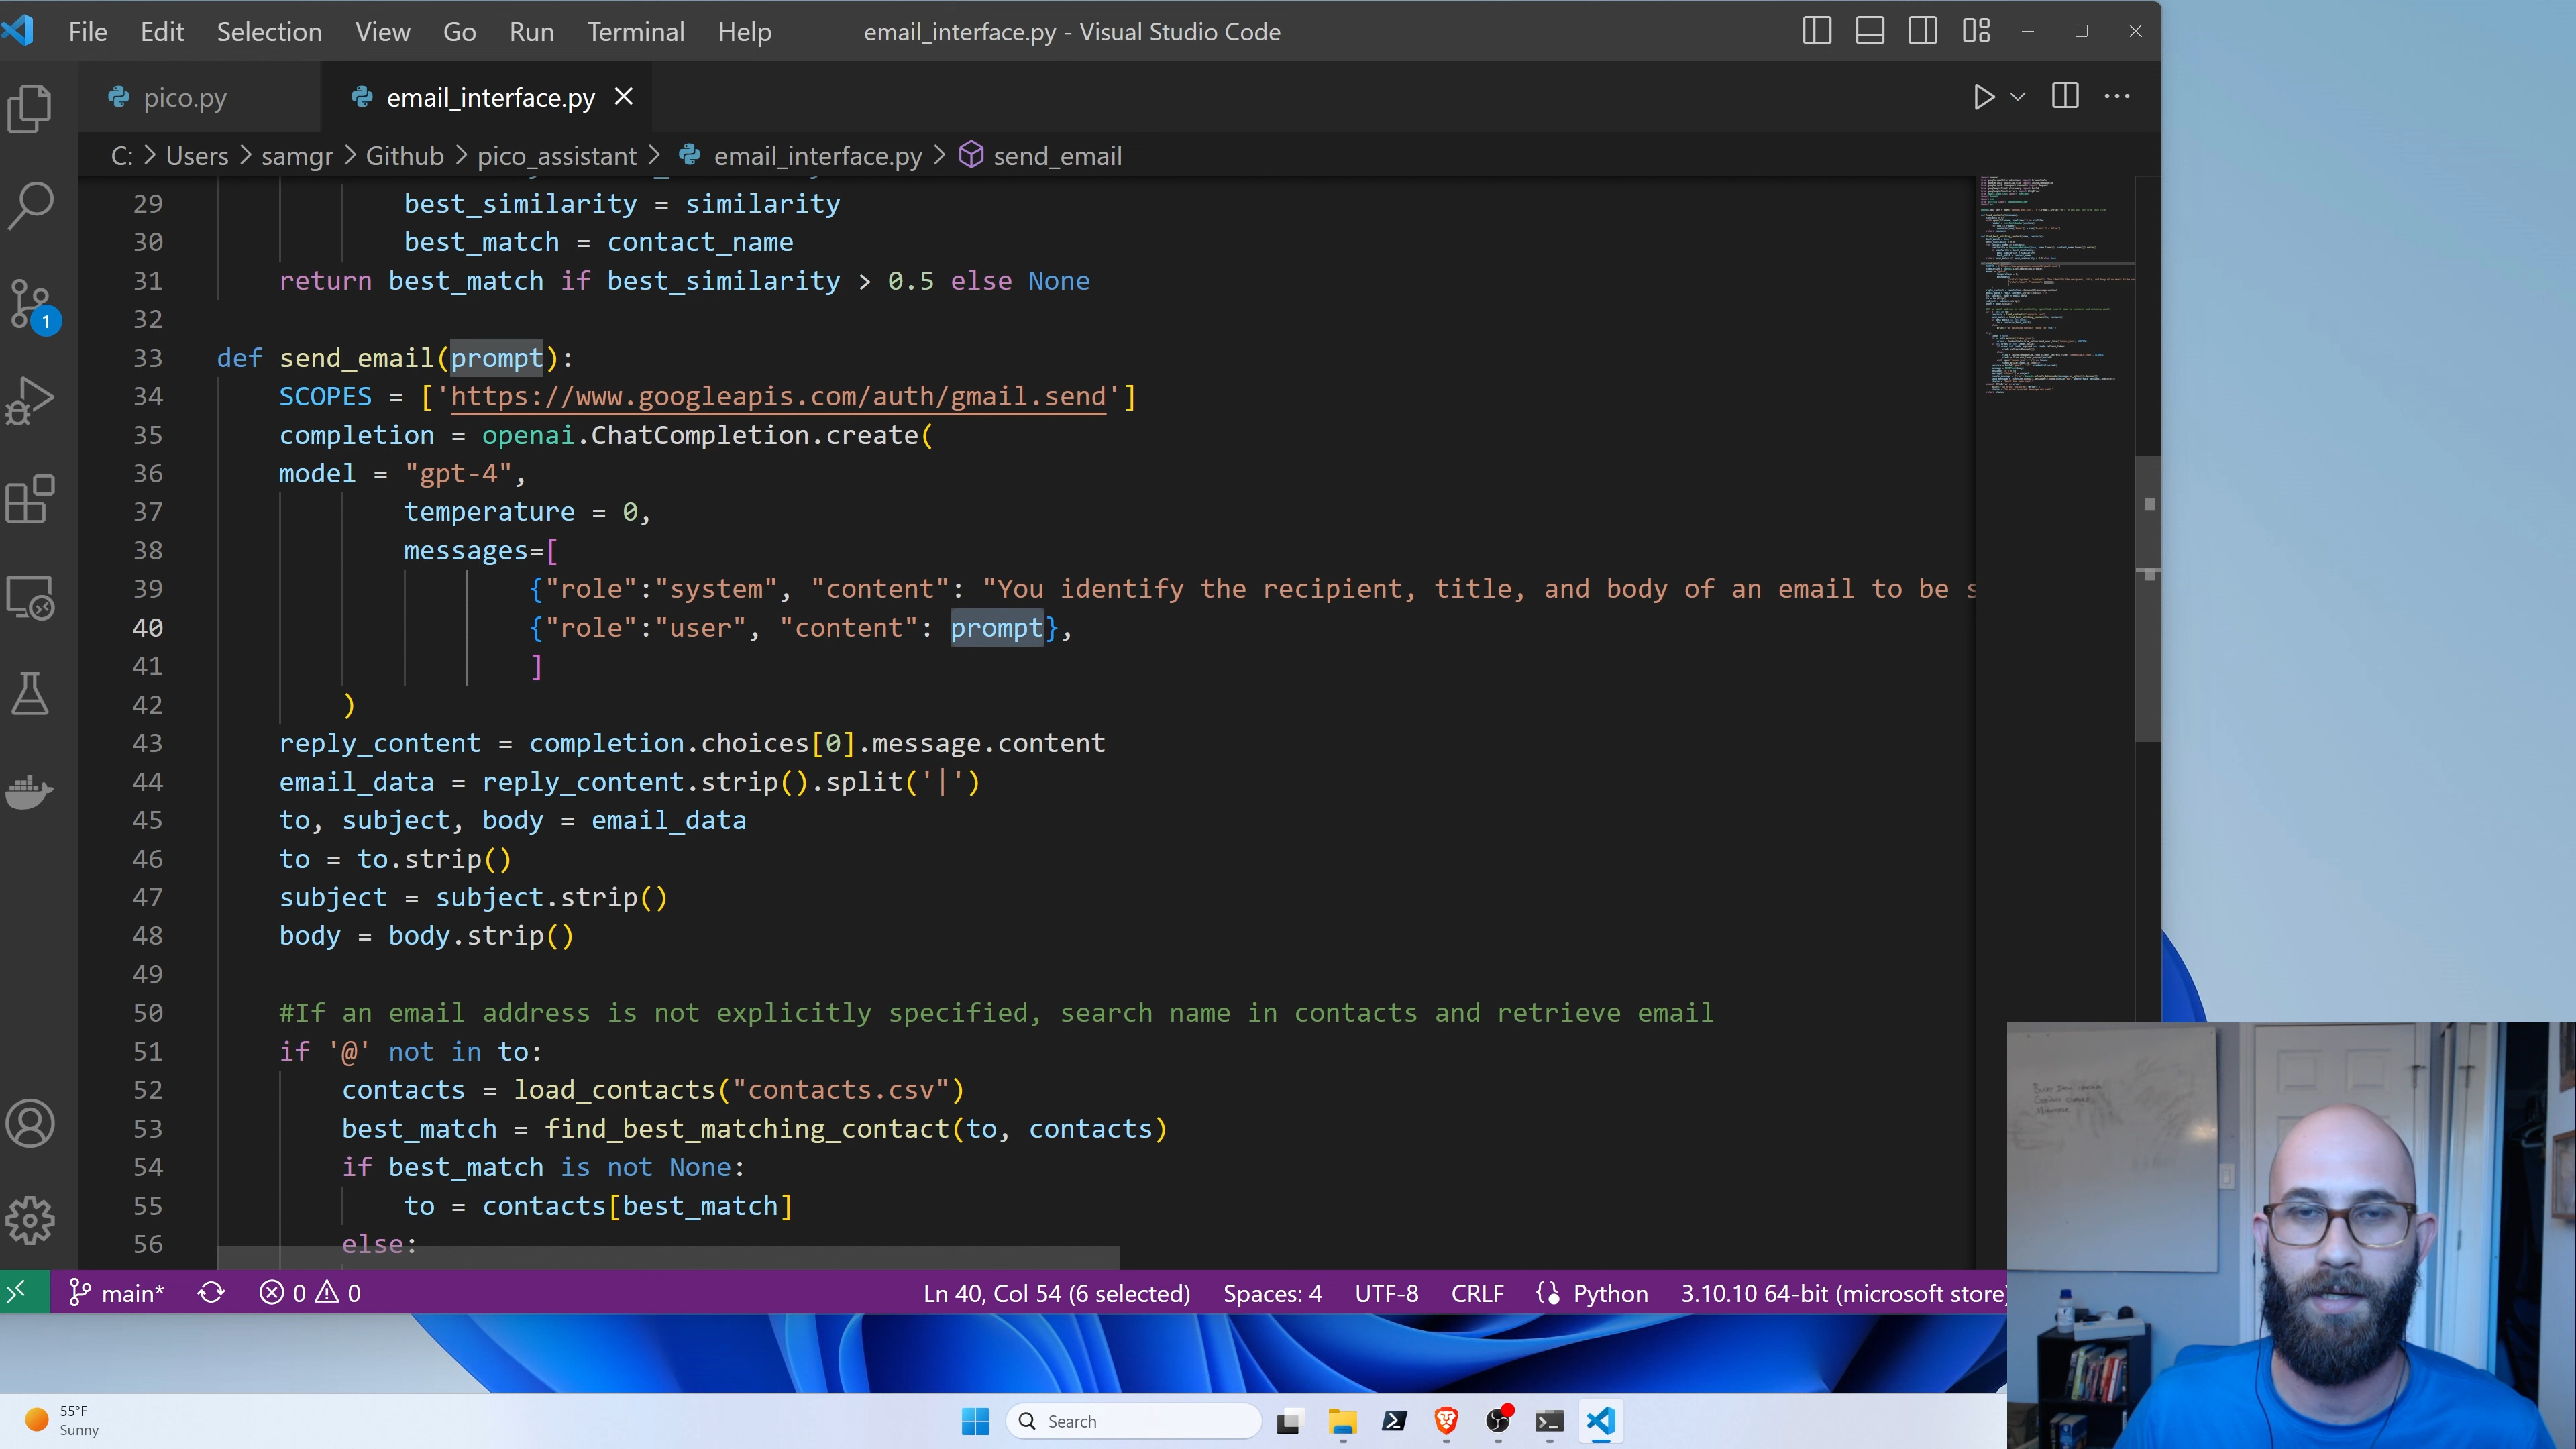 File Edit Selection View Go Run Terminal Help email_interface.py - Visual Studio Code
pico.py email_interface.py
C: > Users > samgr > Github > pico_assistant > email_interface.py > send_email
29 best_similarity = similarity
30 best_match = contact_name
31 return best_match if best_similarity > 0.5 else None
32
33 def send_email(prompt):
34 SCOPES = ['https://www.googleapis.com/auth/gmail.send']
35 completion = openai.ChatCompletion.create(
36 model = "gpt-4",
37 temperature = 0,
38 messages=[
39 {"role":"system", "content": "You identify the recipient, title, and body of an email to be s
40 {"role":"user", "content": prompt},
41 ]
42 )
43 reply_content = completion.choices[0].message.content
44 email_data = reply_content.strip().split('|')
45 to, subject, body = email_data
46 to = to.strip()
47 subject = subject.strip()
48 body = body.strip()
49
50 #If an email address is not explicitly specified, search name in contacts and retrieve email
51 if '@' not in to:
52 contacts = load_contacts("contacts.csv")
53 best_match = find_best_matching_contact(to, contacts)
54 if best_match is not None:
55 to = contacts[best_match]
56 else:
1
main* 0 0 Ln 40, Col 54 (6 selected) Spaces: 4 UTF-8 CRLF Python 3.10.10 64-bit (microsoft store)
55°F
Sunny
Search